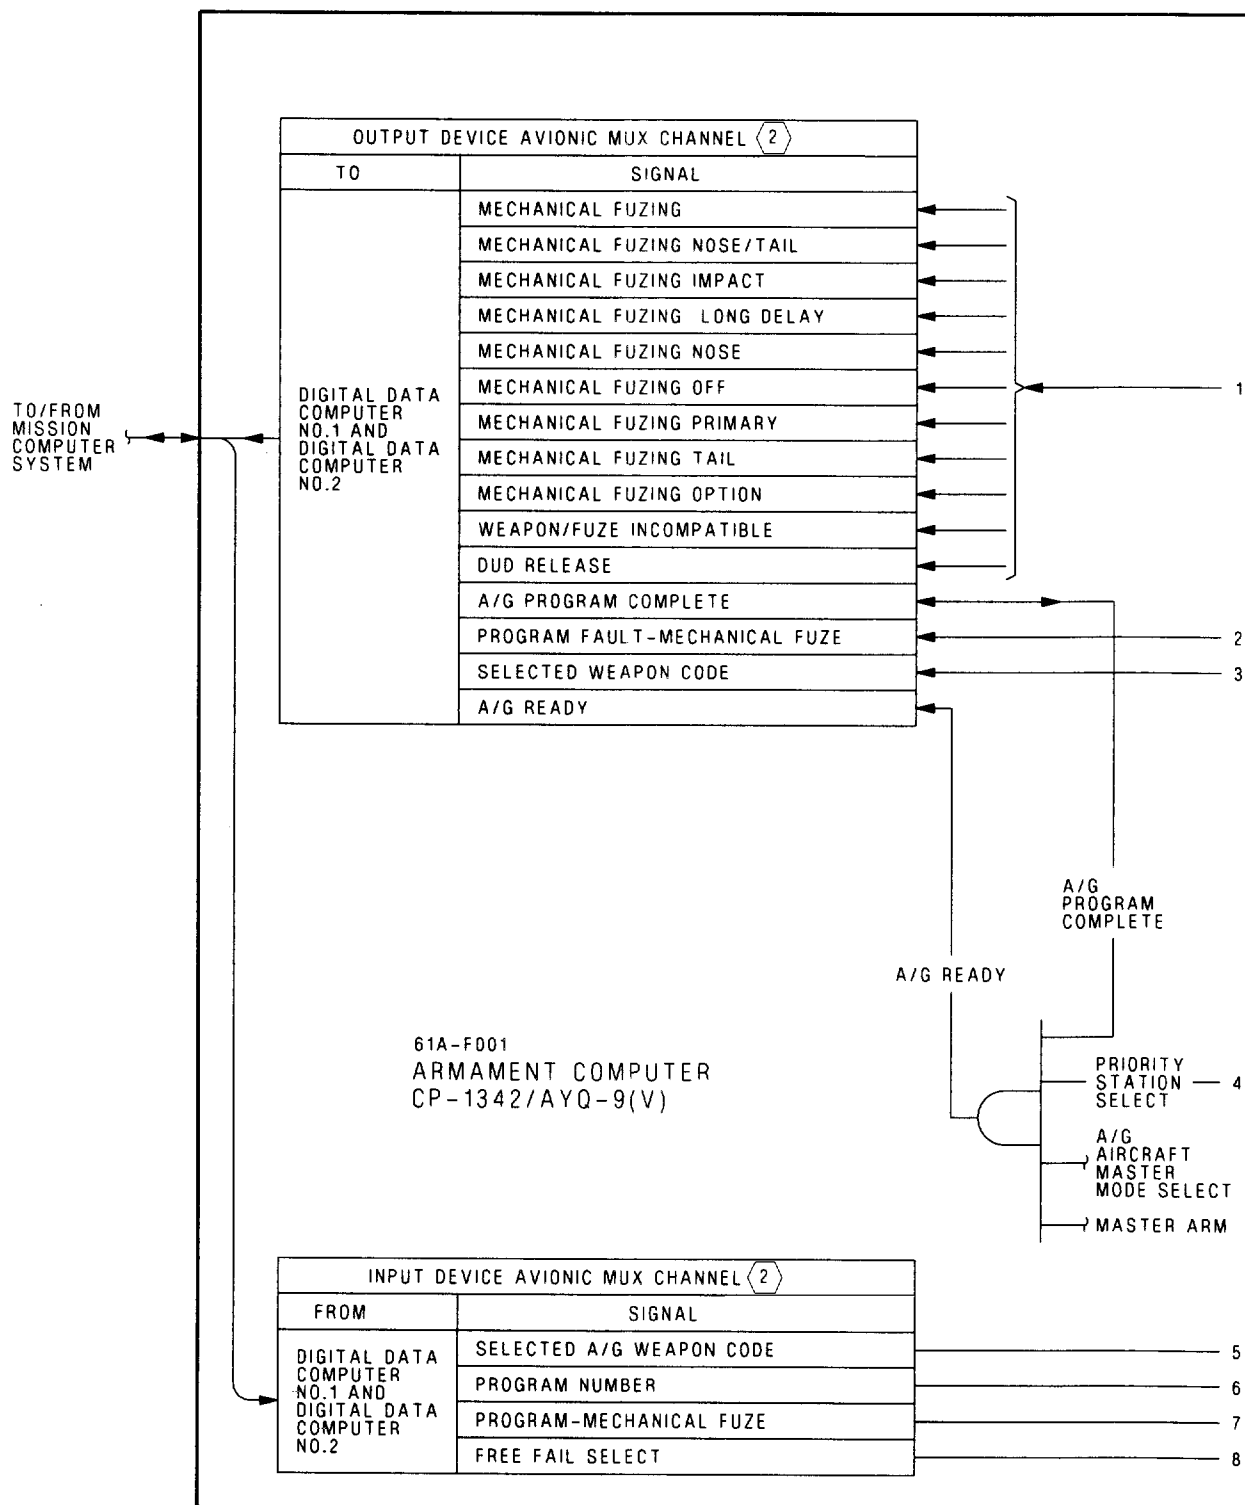 OUTPUT DEVICE AVIONIC MUX CHANNEL 2
TO
SIGNAL
MECHANICAL FUZING
MECHANICAL FUZING NOSE/TAIL
MECHANICAL FUZING IMPACT
MECHANICAL FUZING LONG DELAY
MECHANICAL FUZING NOSE
MECHANICAL FUZING OFF
MECHANICAL FUZING PRIMARY
MECHANICAL FUZING TAIL
MECHANICAL FUZING OPTION
WEAPON/FUZE INCOMPATIBLE
DUD RELEASE
A/G PROGRAM COMPLETE
PROGRAM FAULT-MECHANICAL FUZE
SELECTED WEAPON CODE
A/G READY
DIGITAL DATA
COMPUTER
NO.1 AND
DIGITAL DATA
COMPUTER
NO.2
TO/FROM
MISSION
COMPUTER
SYSTEM
1
2
3
A/G
PROGRAM
COMPLETE
A/G READY
61A-F001
ARMAMENT COMPUTER
CP-1342/AYQ-9(V)
PRIORITY
STATION
SELECT
4
A/G
AIRCRAFT
MASTER
MODE SELECT
MASTER ARM
INPUT DEVICE AVIONIC MUX CHANNEL 2
FROM
SIGNAL
DIGITAL DATA
COMPUTER
NO.1 AND
DIGITAL DATA
COMPUTER
NO.2
SELECTED A/G WEAPON CODE
5
PROGRAM NUMBER
6
PROGRAM-MECHANICAL FUZE
7
FREE FAIL SELECT
8